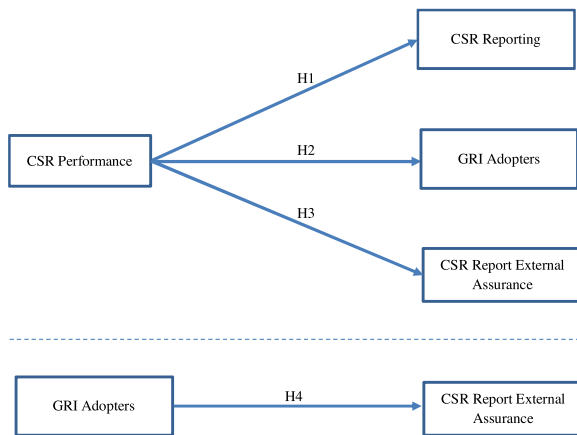 CSR Reporting
H1
CSR Performance
H2
GRI Adopters
H3
CSR Report External
Assurance
GRI Adopters
H4
CSR Report External
Assurance